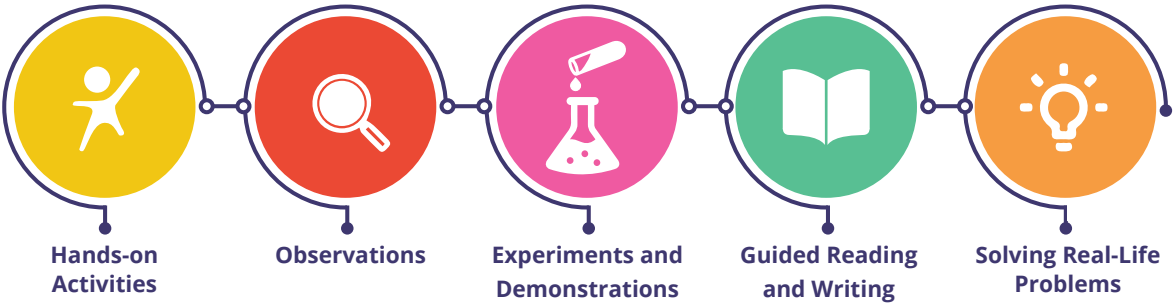 Hands-on
Activities
Observations
Experiments and
Demonstrations
Guided Reading
and Writing
Solving Real-Life
Problems